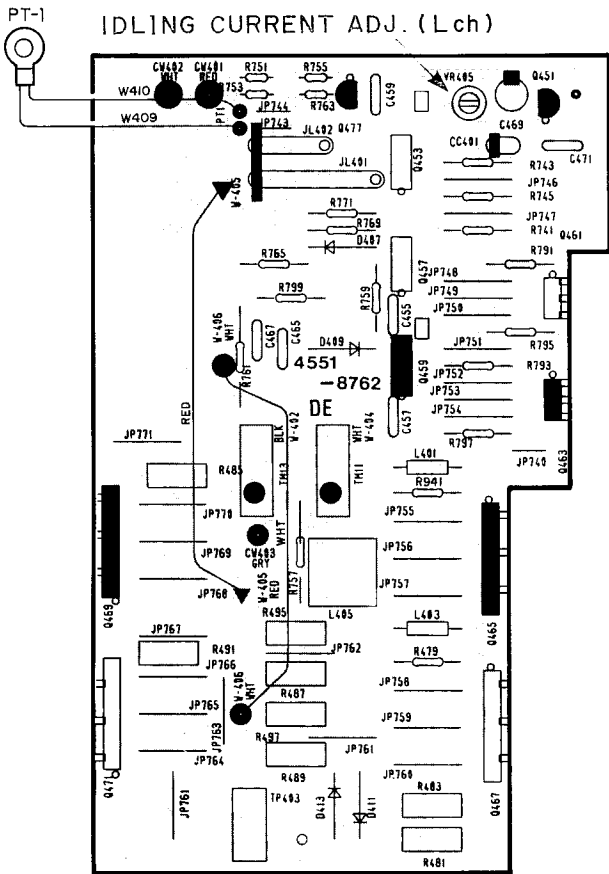 PT-1
IDLING CURRENT ADJ. (Lch)
CW402
WHT
CW401
RED
R751
R755
VR405
Q451
W410
R753
JP744
R763
C459
W409
PT1
JP743
Q477
C469
JL402
CC401
C471
JL401
Q453
R743
W-405
JP746
R771
R745
R769
JP747
D407
R741
Q461
R765
Q457
R791
R759
JP748
R799
JP749
C455
JP750
W-406
WHT
C467
C465
R795
D409
JP751
R761
4551
Q459
R793
-8762
JP752
JP753
DE
C457
JP754
RED
BLK
W-402
WHT
W-404
R797
JP771
JP740
Q463
L401
R485
TM13
TM11
R941
JP770
JP755
WHT
CW403
GRY
JP769
JP756
R757
Q469
JP768
W-405
RED
JP757
R495
L405
L403
Q465
JP767
JP762
R491
R479
JP766
W-406
WHT
JP758
R487
JP765
JP759
JP763
R497
JP764
JP761
Q471
R489
JP760
JP761
TP403
D413
D411
R483
Q467
R481